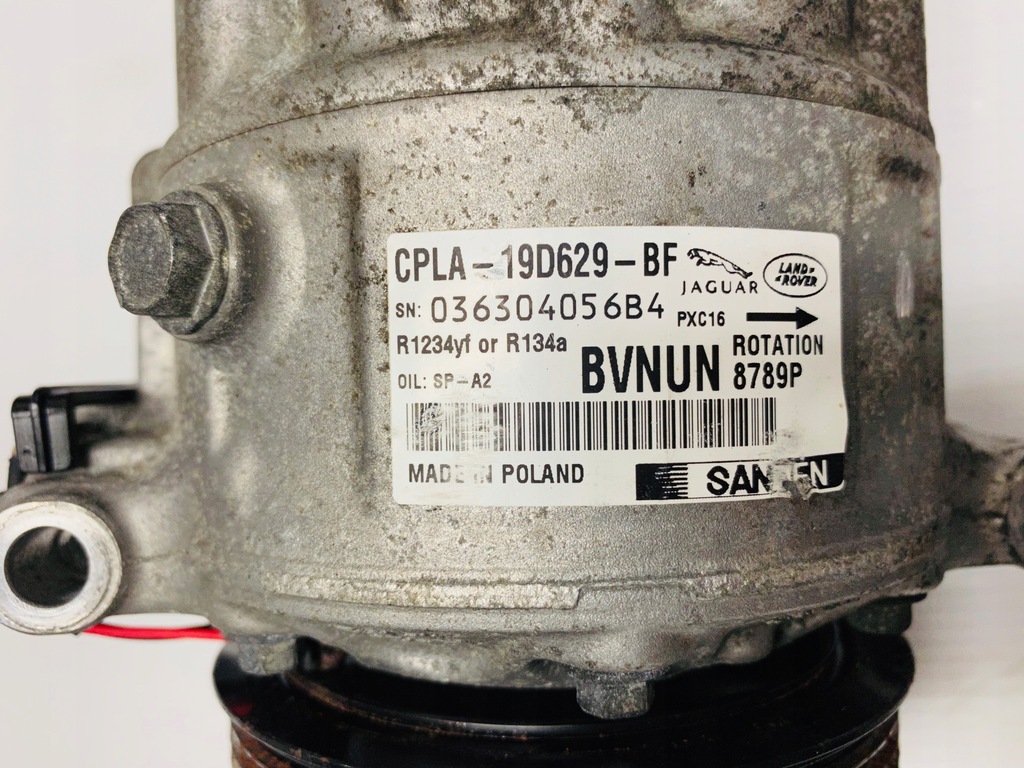 CPLA-19D629-BF
JAGUAR
LAND-
ROVER
SN: 036304056B4
PXC16
R1234yf or R134a
BVNUN
ROTATION
8789P
OIL: SP-A2
MADE IN POLAND
SANDEN